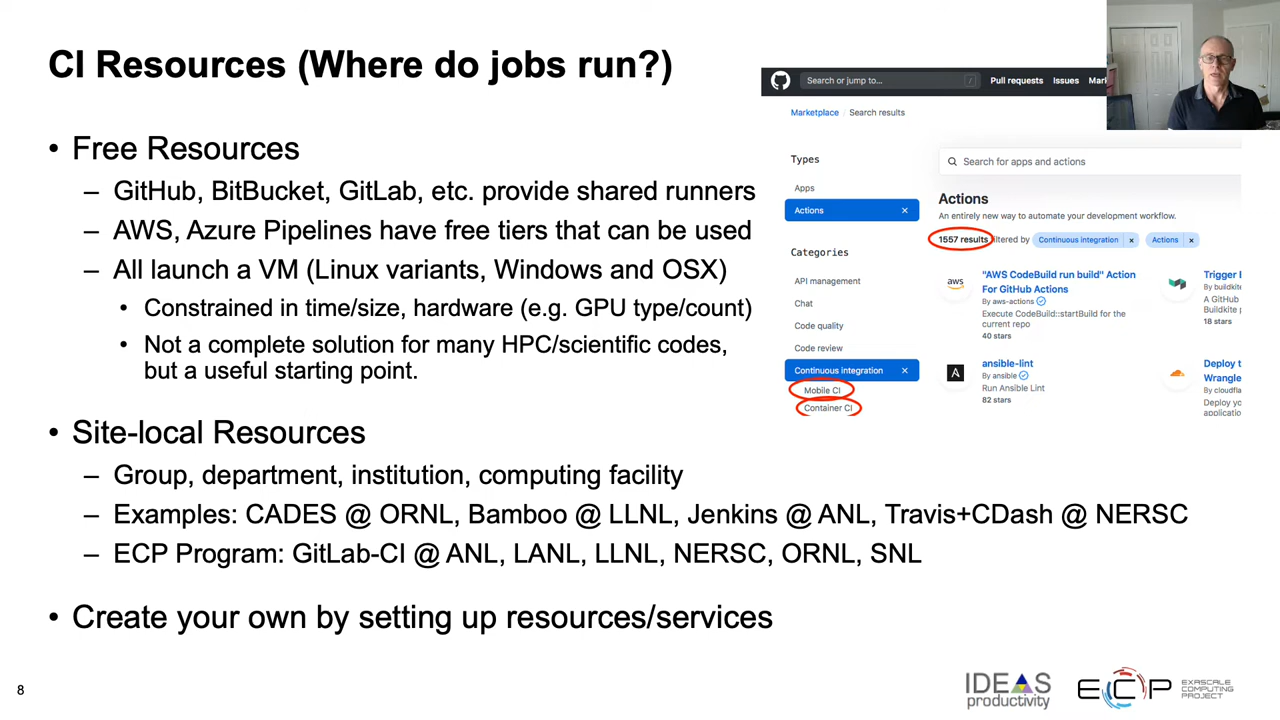 CI Resources (Where do jobs run?)
• Free Resources
– GitHub, BitBucket, GitLab, etc. provide shared runners
– AWS, Azure Pipelines have free tiers that can be used
– All launch a VM (Linux variants, Windows and OSX)
• Constrained in time/size, hardware (e.g. GPU type/count)
• Not a complete solution for many HPC/scientific codes,
but a useful starting point.
• Site-local Resources
– Group, department, institution, computing facility
– Examples: CADES @ ORNL, Bamboo @ LLNL, Jenkins @ ANL, Travis+CDash @ NERSC
– ECP Program: GitLab-CI @ ANL, LANL, LLNL, NERSC, ORNL, SNL
• Create your own by setting up resources/services
Search or jump to... / Pull requests Issues Mar
Marketplace / Search results
Types
Apps
Actions
Categories
API management
Chat
Code quality
Code review
Continuous integration
Mobile CI
Container CI
Search for apps and actions
Actions
An entirely new way to automate your development workflow.
1557 results filtered by Continuous integration x Actions x
aws
"AWS CodeBuild run build" Action
For GitHub Actions
By aws-actions
Execute CodeBuild::startBuild for the
current repo
40 stars
Trigger
By buildkite
A GitHub
Buildkite p
18 stars
A
ansible-lint
By ansible
Run Ansible Lint
82 stars
Deploy t
Wrangle
By cloudfla
Deploy yo
application
8
IDEAS
productivity
ECP
EXASCALE
COMPUTING
PROJECT